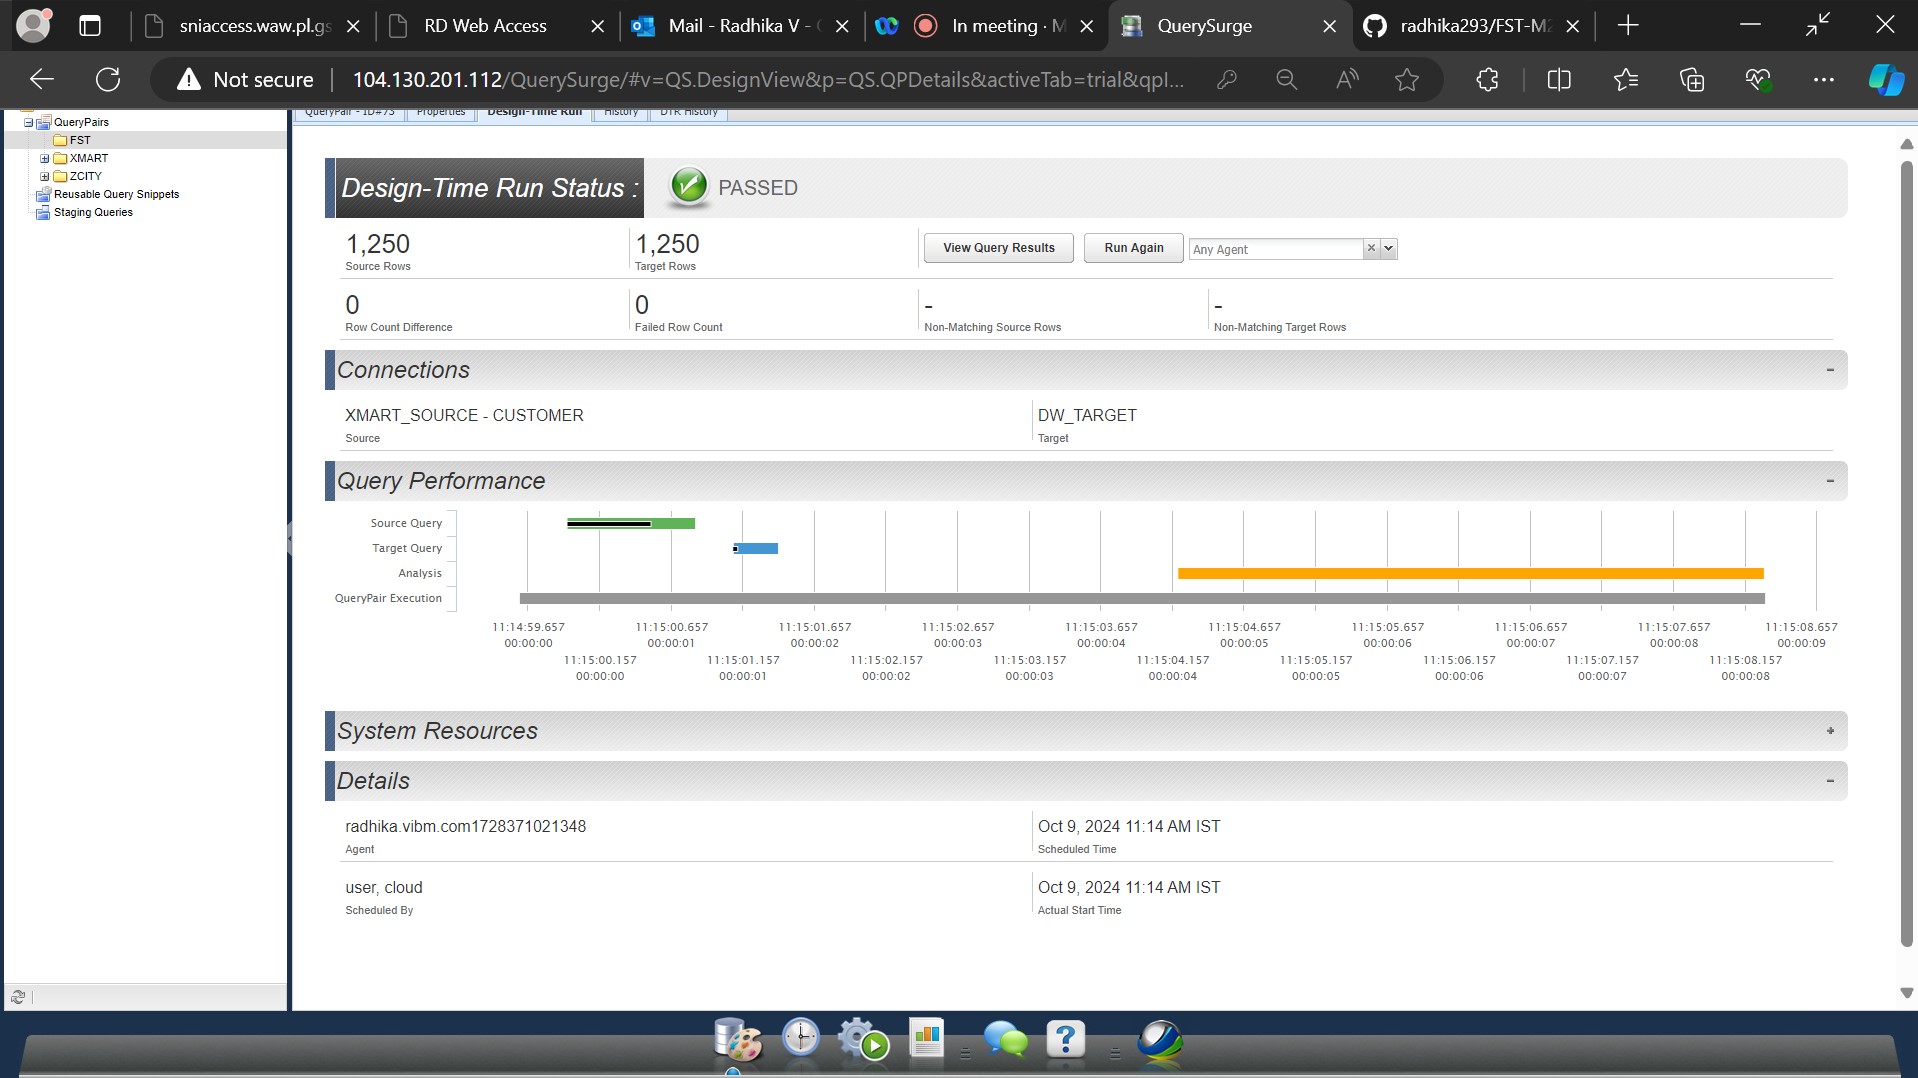 sniaccess.waw.pl.gs
RD Web Access
Mail - Radhika V -
In meeting · M
QuerySurge
radhika293/FST-M2
Not secure
104.130.201.112/QuerySurge/#v=QS.DesignView&p=QS.QPDetails&activeTab=trial&qpI...
QueryPairs
FST
XMART
ZCITY
Reusable Query Snippets
Staging Queries
QueryPair - ID#73
Properties
Design-Time Run
History
DTR History
Design-Time Run Status :
PASSED
1,250
Source Rows
1,250
Target Rows
View Query Results
Run Again
Any Agent
0
Row Count Difference
0
Failed Row Count
-
Non-Matching Source Rows
-
Non-Matching Target Rows
Connections
XMART_SOURCE - CUSTOMER
Source
DW_TARGET
Target
Query Performance
Source Query
Target Query
Analysis
QueryPair Execution
11:14:59.657 11:15:00.657 11:15:01.657 11:15:02.657 11:15:03.657 11:15:04.657 11:15:05.657 11:15:06.657 11:15:07.657 11:15:08.657
00:00:00 00:00:01 00:00:02 00:00:03 00:00:04 00:00:05 00:00:06 00:00:07 00:00:08 00:00:09
11:15:00.157 11:15:01.157 11:15:02.157 11:15:03.157 11:15:04.157 11:15:05.157 11:15:06.157 11:15:07.157 11:15:08.157
00:00:00 00:00:01 00:00:02 00:00:03 00:00:04 00:00:05 00:00:06 00:00:07 00:00:08
System Resources
Details
radhika.vibm.com1728371021348
Agent
Oct 9, 2024 11:14 AM IST
Scheduled Time
user, cloud
Scheduled By
Oct 9, 2024 11:14 AM IST
Actual Start Time